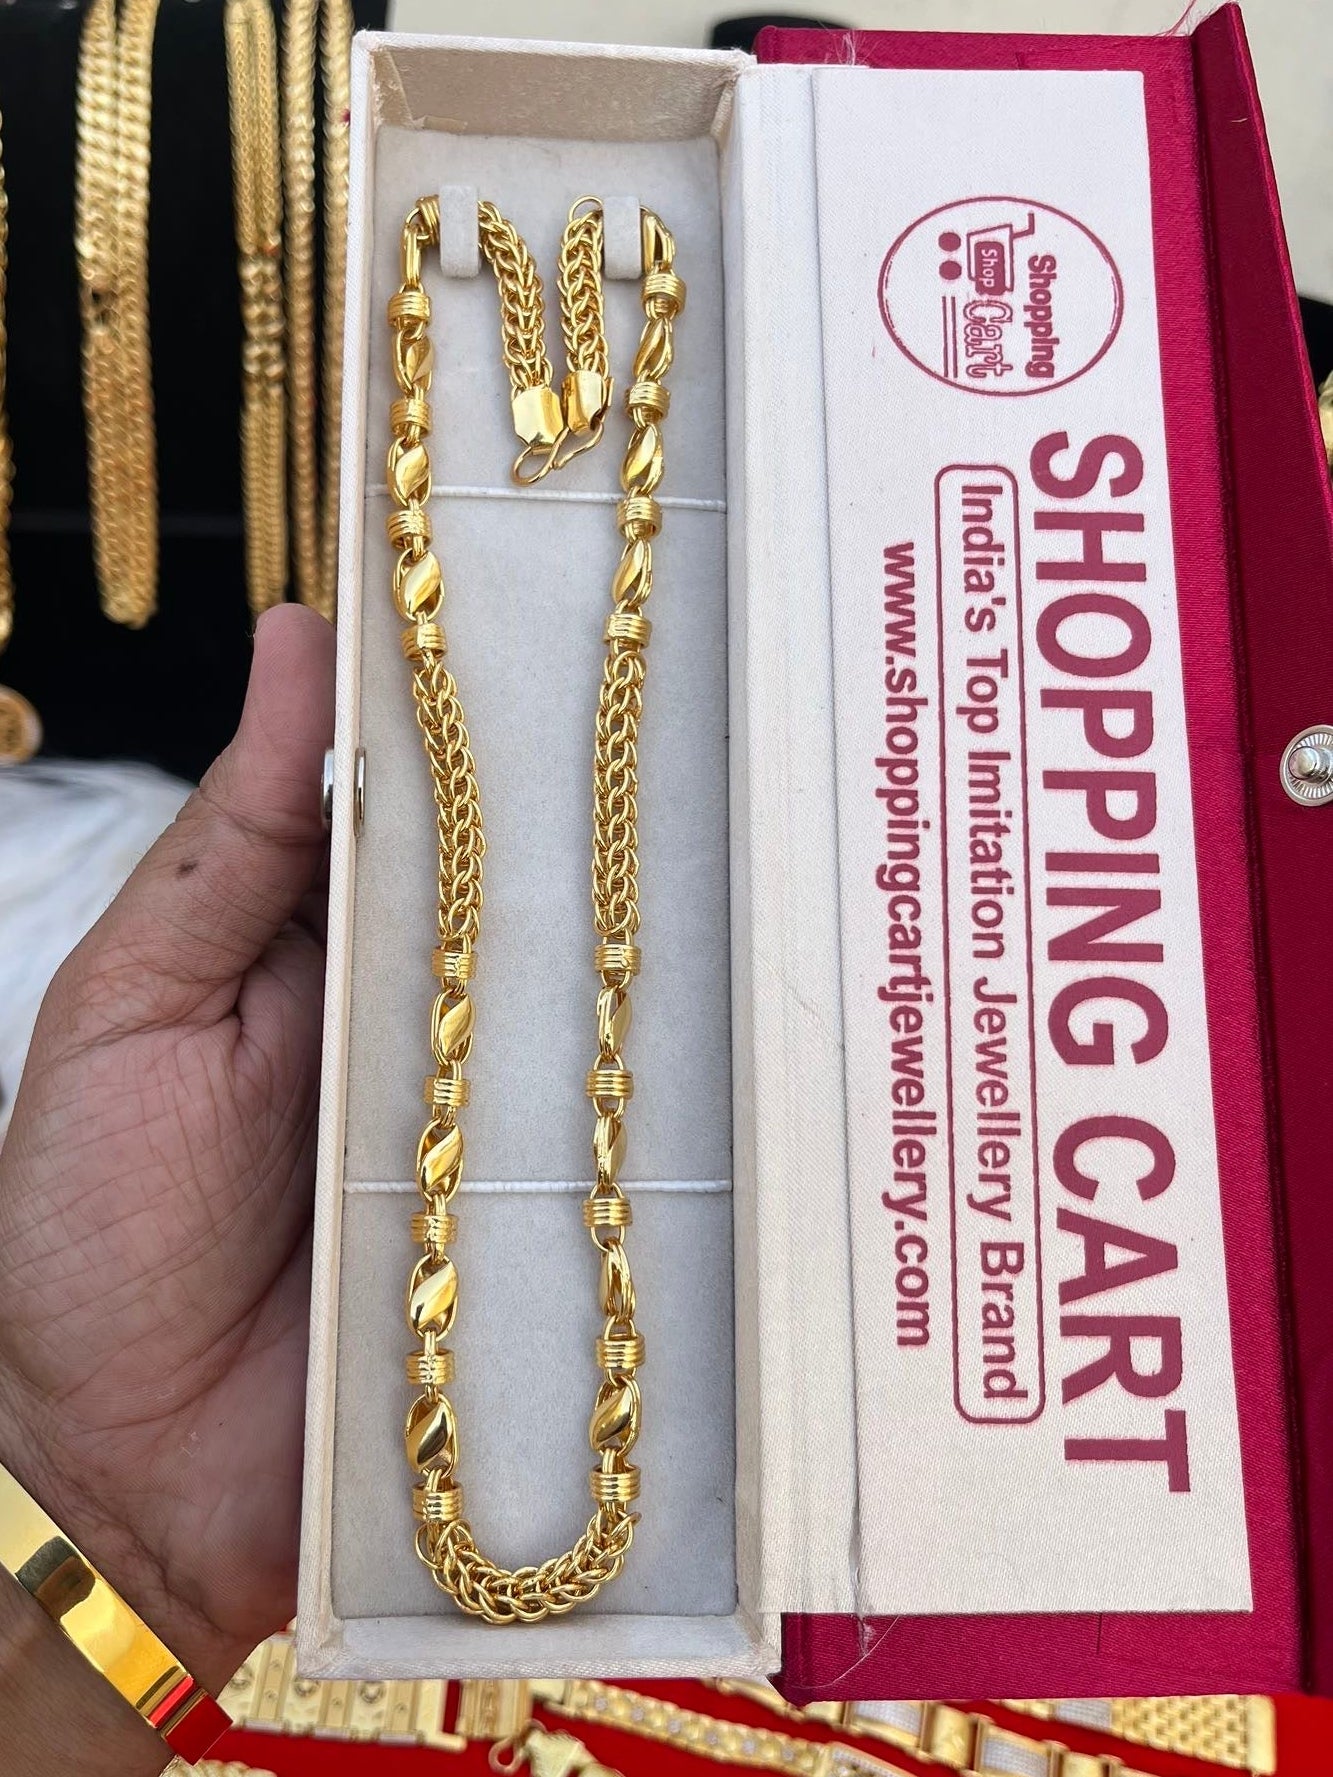 Shopping
Shop Cart
SHOPPING CART
India's Top Imitation Jewellery Brand
www.shoppingcartjewellery.com